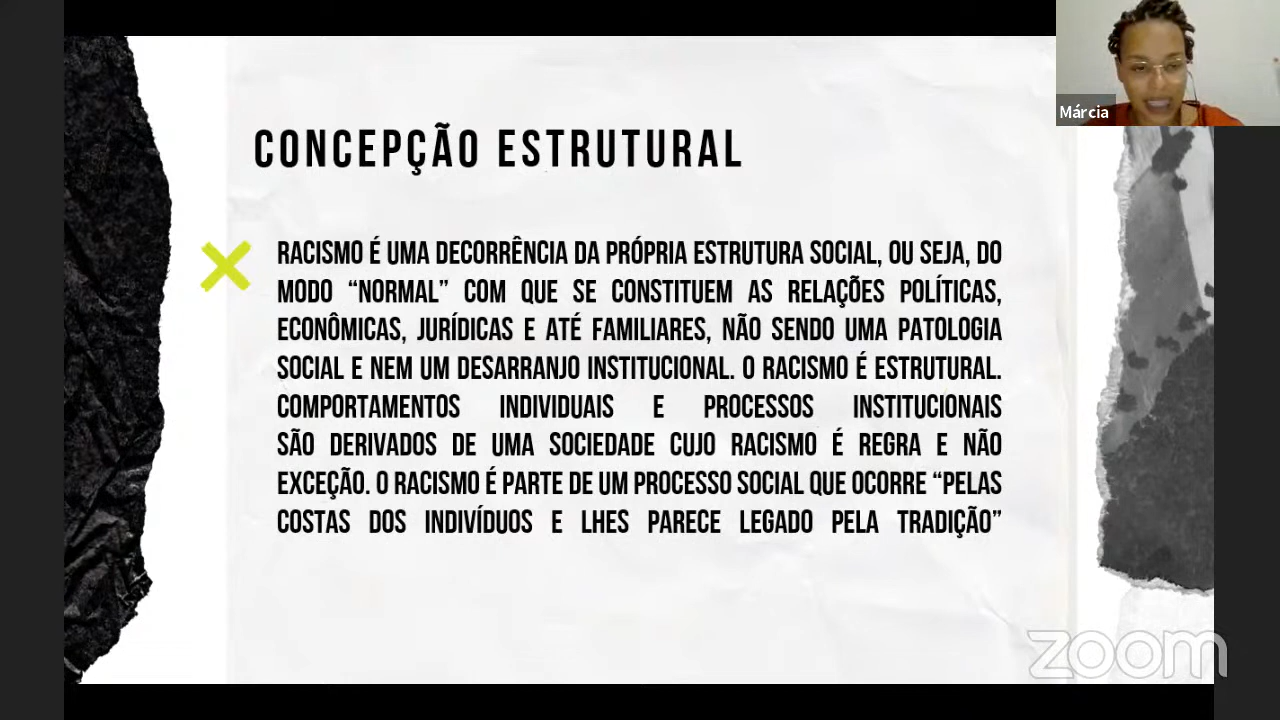 Márcia
CONCEPÇÃO ESTRUTURAL
RACISMO É UMA DECORRÊNCIA DA PRÓPRIA ESTRUTURA SOCIAL, OU SEJA, DO
MODO “NORMAL” COM QUE SE CONSTITUEM AS RELAÇÕES POLÍTICAS,
ECONÔMICAS, JURÍDICAS E ATÉ FAMILIARES, NÃO SENDO UMA PATOLOGIA
SOCIAL E NEM UM DESARRANJO INSTITUCIONAL. O RACISMO É ESTRUTURAL.
COMPORTAMENTOS INDIVIDUAIS E PROCESSOS INSTITUCIONAIS
SÃO DERIVADOS DE UMA SOCIEDADE CUJO RACISMO É REGRA E NÃO
EXCEÇÃO. O RACISMO É PARTE DE UM PROCESSO SOCIAL QUE OCORRE “PELAS
COSTAS DOS INDIVÍDUOS E LHES PARECE LEGADO PELA TRADIÇÃO”
zoom